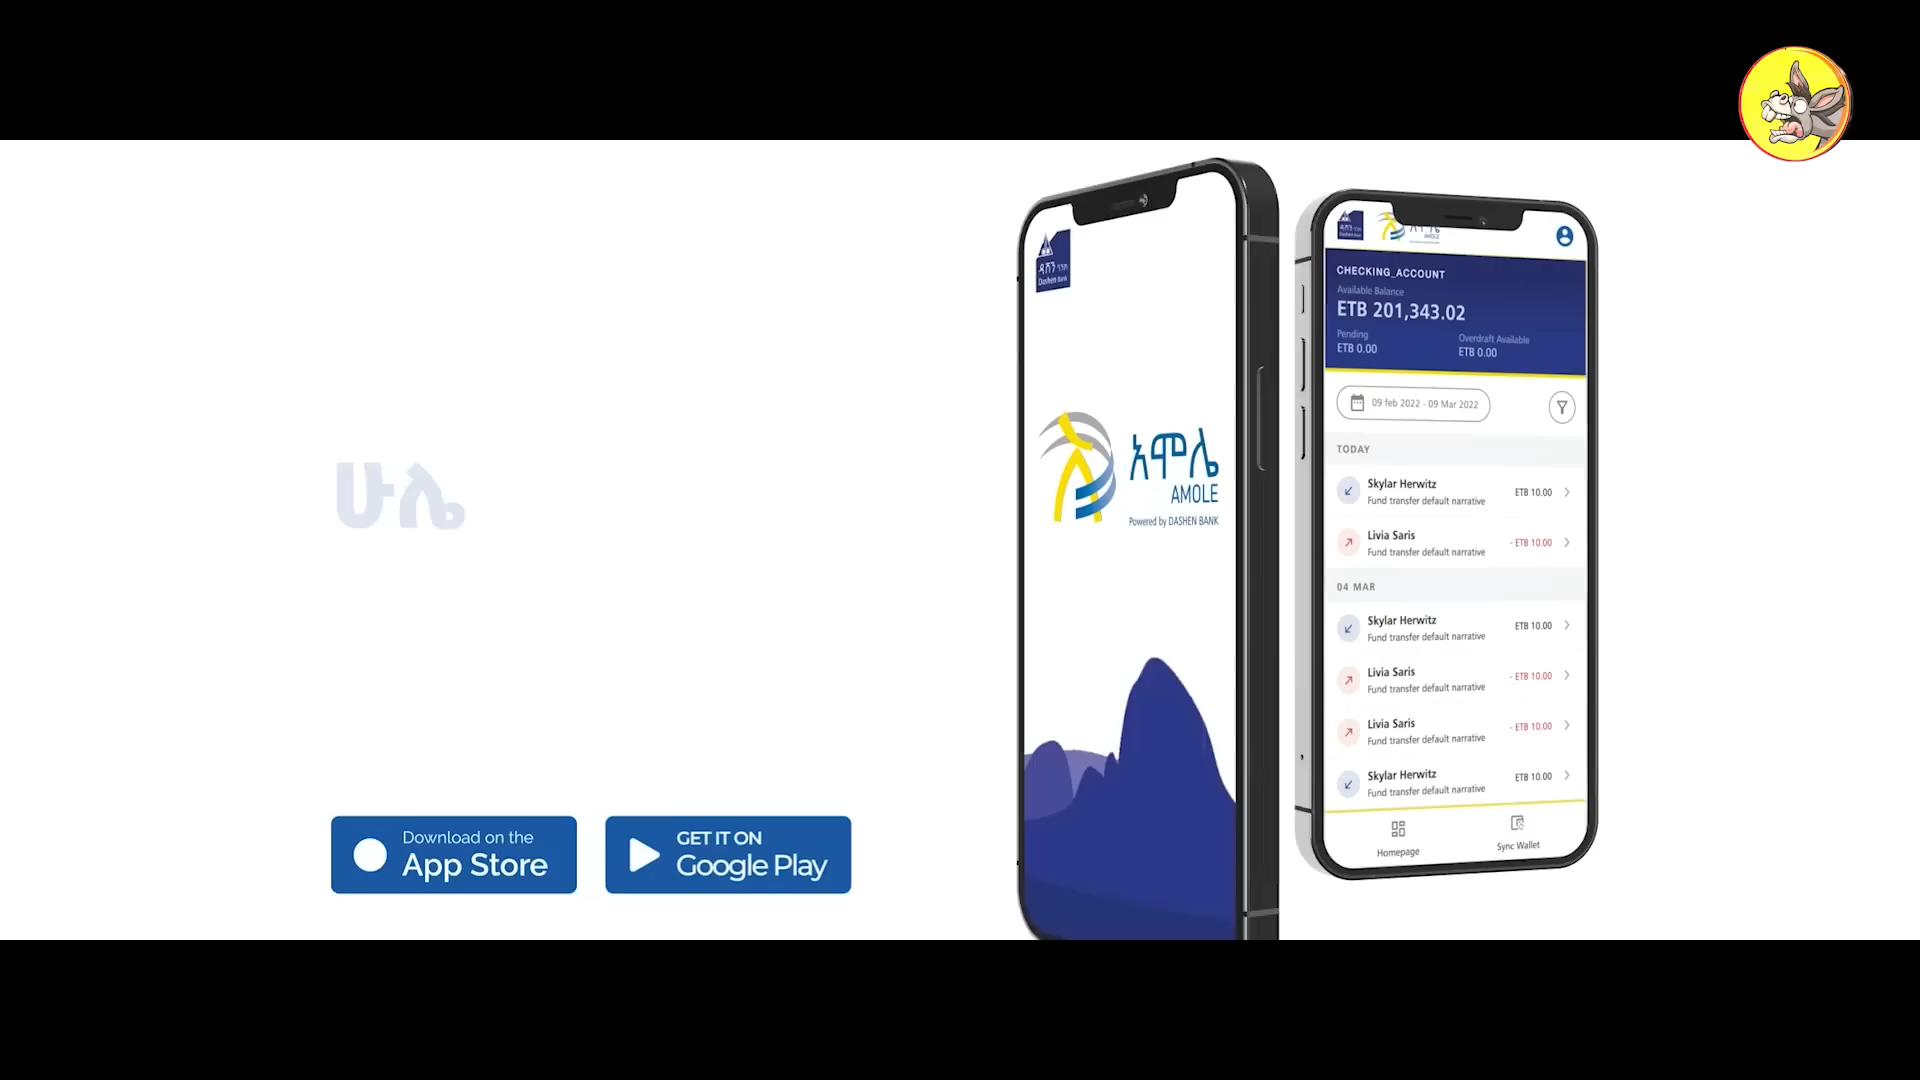 ሁሌ
Download on the
App Store
GET IT ON
Google Play
ዳሸን ባንክ
Dashen Bank
አሞሌ
AMOLE
Powered by DASHEN BANK
AMOLE
CHECKING_ACCOUNT
Available Balance
ETB 201,343.02
Pending
Overdraft Available
ETB 0.00
ETB 0.00
09 feb 2022 - 09 Mar 2022
TODAY
Skylar Herwitz
ETB 10.00
Fund transfer default narrative
Livia Saris
- ETB 10.00
Fund transfer default narrative
04 MAR
Skylar Herwitz
ETB 10.00
Fund transfer default narrative
Livia Saris
- ETB 10.00
Fund transfer default narrative
Livia Saris
- ETB 10.00
Fund transfer default narrative
Skylar Herwitz
ETB 10.00
Fund transfer default narrative
Homepage
Sync Wallet